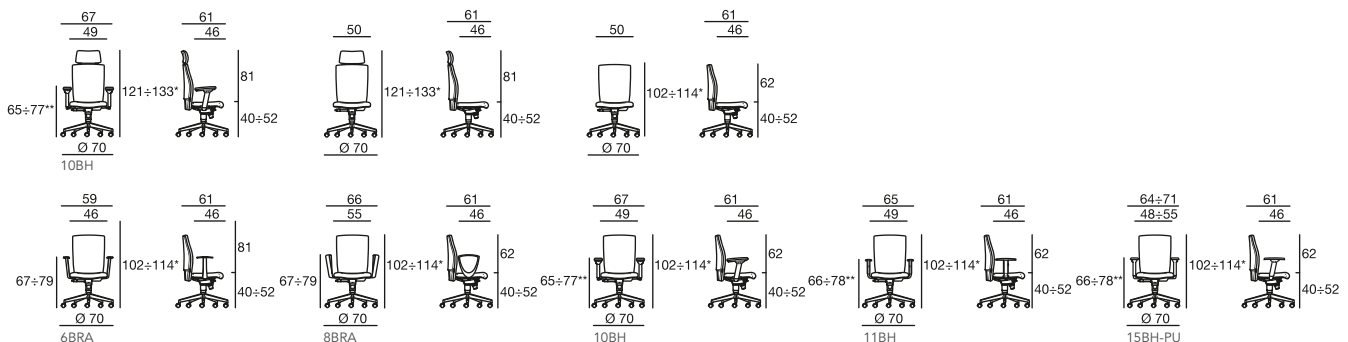 67 61 50 61 50 61
49 46 46 46
65÷77** 121÷133* 81 40÷52 121÷133* 81 40÷52 102÷114* 62 40÷52
Ø 70 Ø 70 Ø 70
10BH
59 61 66 61 67 61 65 61 64÷71 61
46 46 55 46 49 46 49 46 48÷55 46
67÷79 102÷114* 81 40÷52 67÷79 102÷114* 62 40÷52 65÷77** 102÷114* 62 40÷52 66÷78** 102÷114* 62 40÷52 66÷78** 102÷114* 62 40÷52
Ø 70 Ø 70 Ø 70 Ø 70 Ø 70
6BRA 8BRA 10BH 11BH 15BH-PU